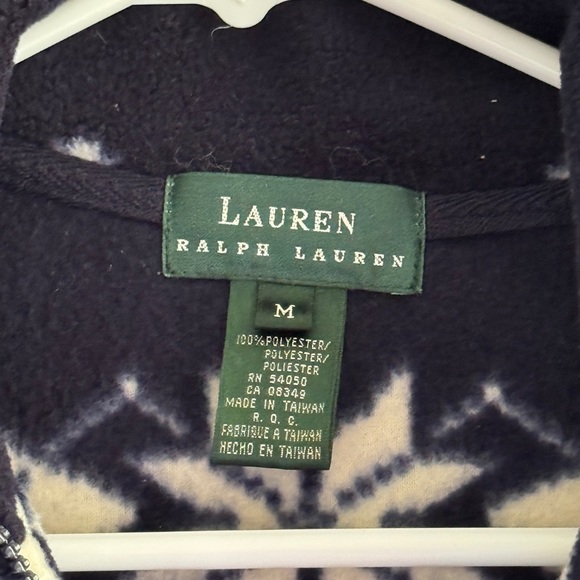 LAUREN
RALPH LAUREN
M
100%POLYESTER/
POLYESTER/
POLIESTER
RN 54050
CA 08349
MADE IN TAIWAN
R. O. C.
FABRIQUE A TAIWAN
HECHO EN TAIWAN